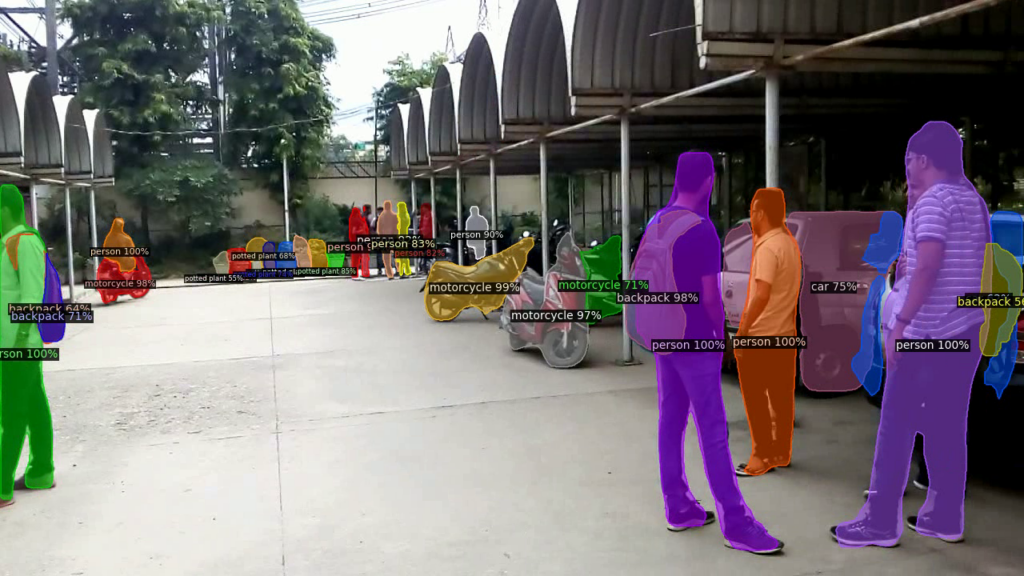 person 90%
person 83%
person 82%
person 100%
potted plant 68%
potted plant 55%
potted plant 85%
motorcycle 98%
motorcycle 99%
motorcycle 71%
car 75%
backpack 98%
backpack 64%
backpack 71%
motorcycle 97%
person 100%
person 100%
person 100%
rson 100%